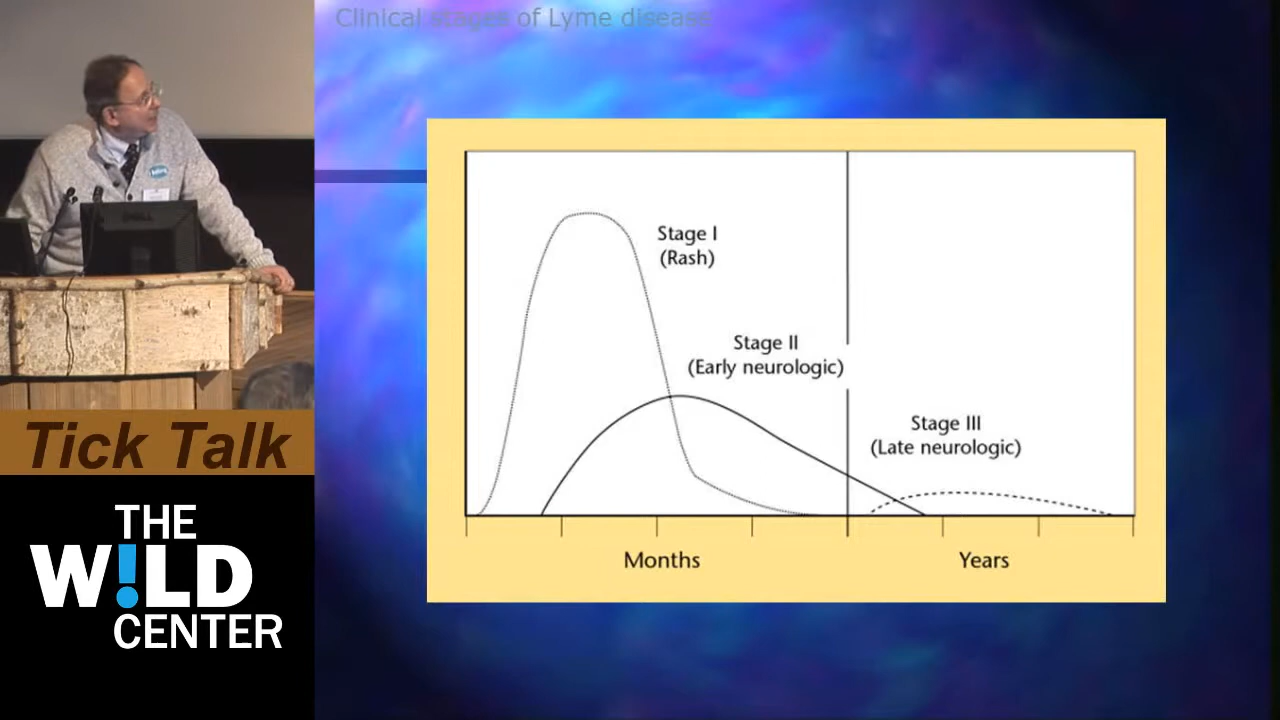 Clinical stages of Lyme disease
Stage I
(Rash)
Stage II
(Early neurologic)
Stage III
(Late neurologic)
Months
Years
Tick Talk
THE
W!LD
CENTER
DELL